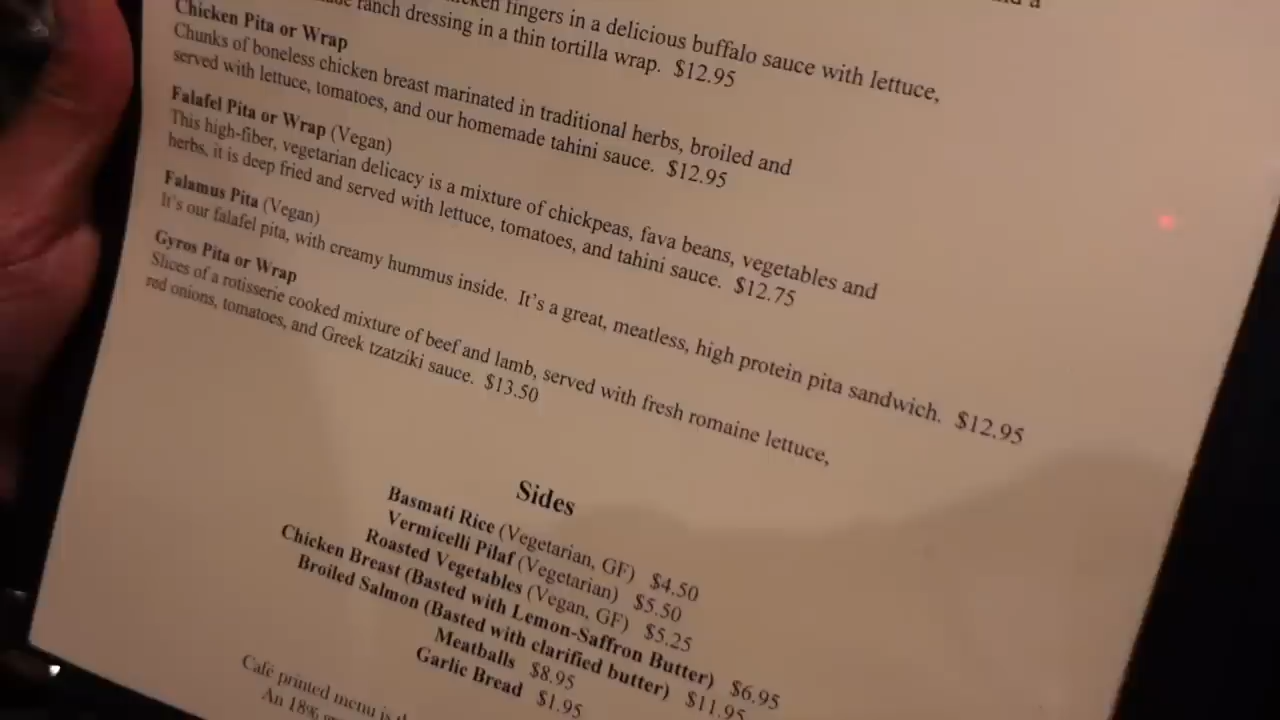 fingers in a delicious buffalo sauce with lettuce,
ranch dressing in a thin tortilla wrap. $12.95
Chicken Pita or Wrap
Chunks of boneless chicken breast marinated in traditional herbs, broiled and
served with lettuce, tomatoes, and our homemade tahini sauce. $12.95
Falafel Pita or Wrap (Vegan)
This high-fiber, vegetarian delicacy is a mixture of chickpeas, fava beans, vegetables and
herbs, it is deep fried and served with lettuce, tomatoes, and tahini sauce. $12.75
Falamus Pita (Vegan)
It's our falafel pita, with creamy hummus inside. It's a great, meatless, high protein pita sandwich. $12.95
Gyros Pita or Wrap
Slices of a rotisserie cooked mixture of beef and lamb, served with fresh romaine lettuce,
red onions, tomatoes, and Greek tzatziki sauce. $13.50
Sides
Basmati Rice (Vegetarian, GF) $4.50
Vermicelli Pilaf (Vegetarian) $5.50
Roasted Vegetables (Vegan, GF) $5.25
Chicken Breast (Basted with Lemon-Saffron Butter) $6.95
Broiled Salmon (Basted with clarified butter) $11.95
Meatballs $8.95
Garlic Bread $1.95
Café printed menu is
An 18%